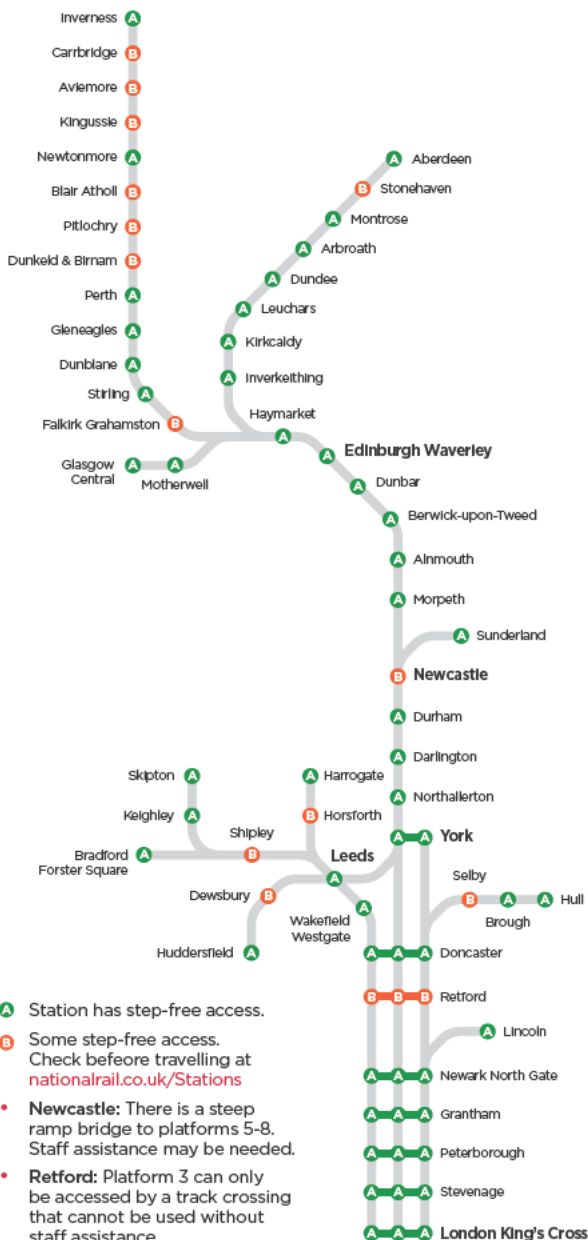 Inverness A
Carrbridge B
Aviemore B
Kingussie B
Newtonmore A
Blair Atholl B
Pitlochry B
Dunkeld & Birnam B
Perth A
Gleneagles A
Dunblane A
Stirling A
Falkirk Grahamston B
Glasgow A A
Central
Motherwell
A Aberdeen
B Stonehaven
A Montrose
A Arbroath
A Dundee
A Leuchars
A Kirkcaldy
A Inverkeithing
Haymarket
A
A Edinburgh Waverley
A Dunbar
A Berwick-upon-Tweed
A Alnmouth
A Morpeth
A Sunderland
B Newcastle
A Durham
A Darlington
A Northallerton
A A York
Skipton A
Keighley A
Shipley
B
Bradford A
Forster Square
A Harrogate
B Horsforth
Leeds
A
Dewsbury B
Huddersfield A
A
Wakefield
Westgate
Selby
B A A Hull
Brough
A A A Doncaster
B B B Retford
A Lincoln
A A A Newark North Gate
A A A Grantham
A A A Peterborough
A A A Stevenage
A A A London King's Cross
A Station has step-free access.
B Some step-free access.
Check befeore travelling at
nationalrail.co.uk/Stations
• Newcastle: There is a steep
ramp bridge to platforms 5-8.
Staff assistance may be needed.
• Retford: Platform 3 can only
be accessed by a track crossing
that cannot be used without
staff assistance